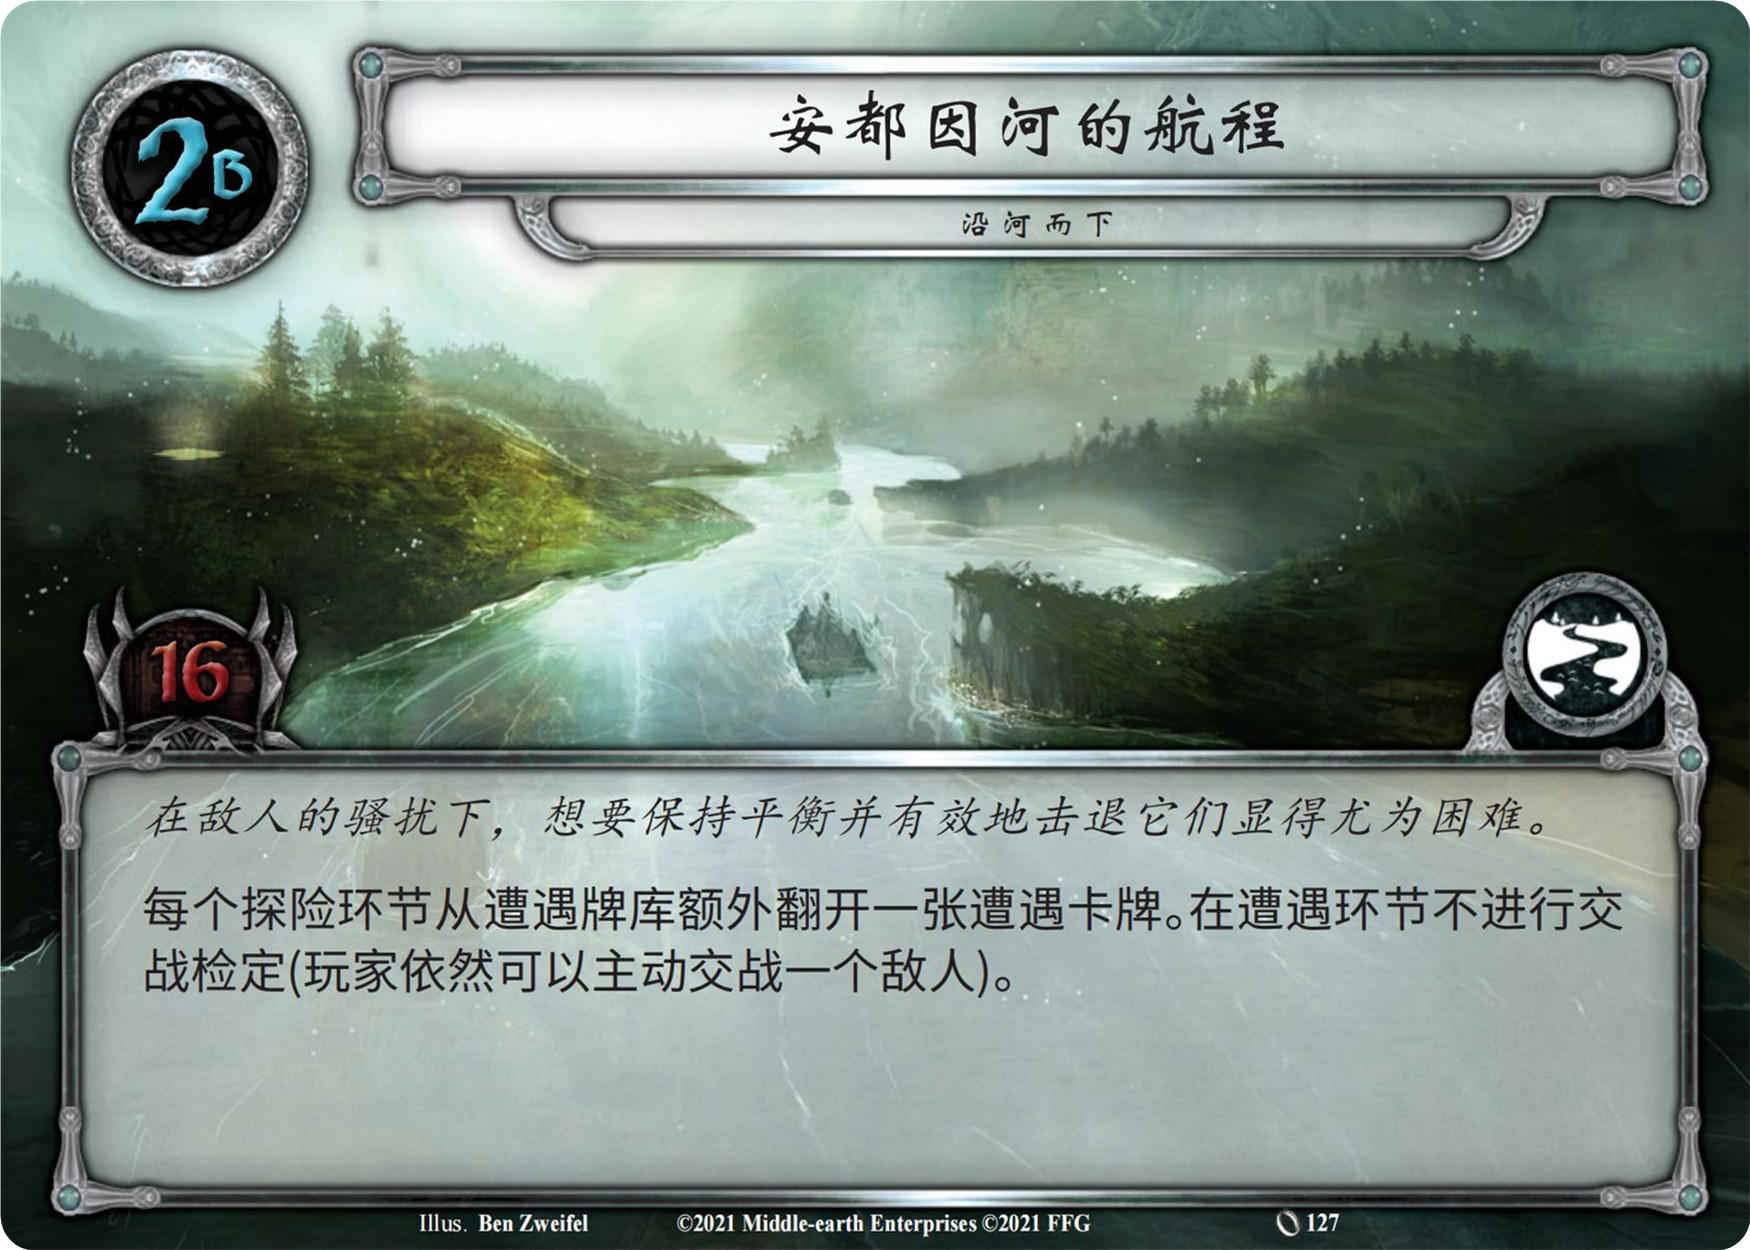 2B
安都因河的航程
沿河而下
16
在敌人的骚扰下，想要保持平衡并有效地击退它们显得尤为困难。
每个探险环节从遭遇牌库额外翻开一张遭遇卡牌。在遭遇环节不进行交
战检定(玩家依然可以主动交战一个敌人)。
Illus. Ben Zweifel ©2021 Middle-earth Enterprises ©2021 FFG 127